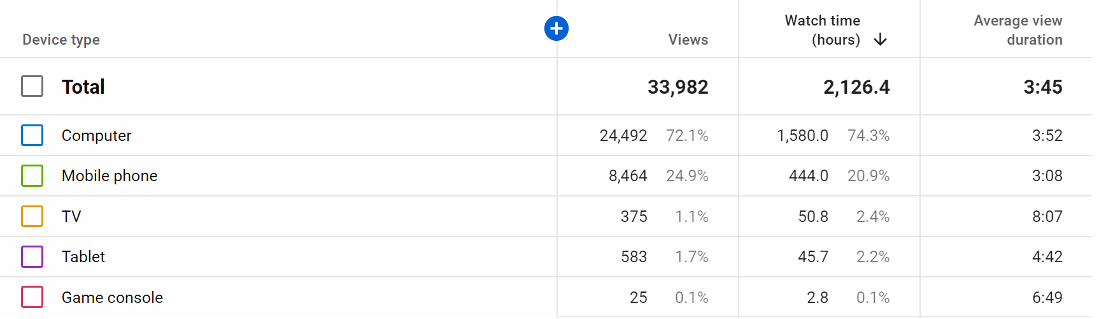 Device type Views Watch time (hours) Average view duration
Total 33,982 2,126.4 3:45
Computer 24,492 72.1% 1,580.0 74.3% 3:52
Mobile phone 8,464 24.9% 444.0 20.9% 3:08
TV 375 1.1% 50.8 2.4% 8:07
Tablet 583 1.7% 45.7 2.2% 4:42
Game console 25 0.1% 2.8 0.1% 6:49